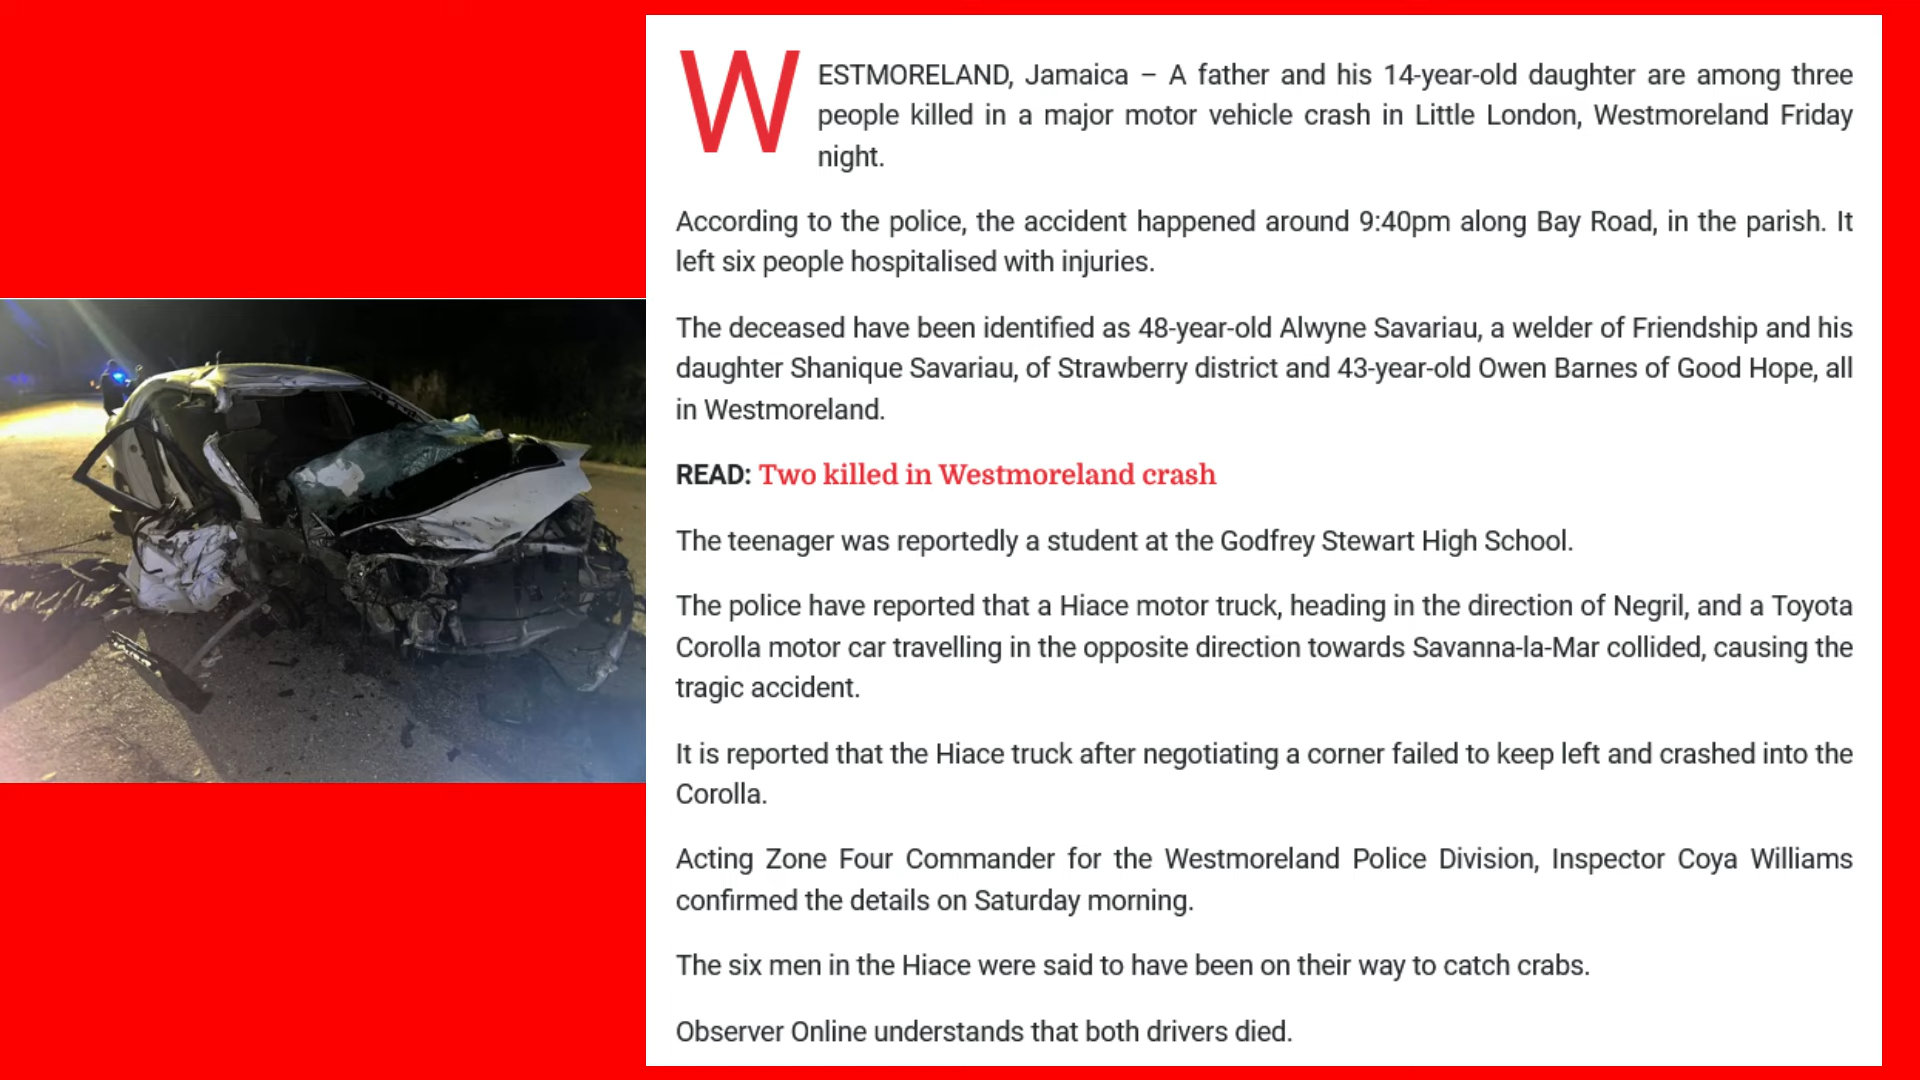 WESTMORELAND, Jamaica – A father and his 14-year-old daughter are among three
people killed in a major motor vehicle crash in Little London, Westmoreland Friday
night.
According to the police, the accident happened around 9:40pm along Bay Road, in the parish. It
left six people hospitalised with injuries.
The deceased have been identified as 48-year-old Alwyne Savariau, a welder of Friendship and his
daughter Shanique Savariau, of Strawberry district and 43-year-old Owen Barnes of Good Hope, all
in Westmoreland.
READ: Two killed in Westmoreland crash
The teenager was reportedly a student at the Godfrey Stewart High School.
The police have reported that a Hiace motor truck, heading in the direction of Negril, and a Toyota
Corolla motor car travelling in the opposite direction towards Savanna-la-Mar collided, causing the
tragic accident.
It is reported that the Hiace truck after negotiating a corner failed to keep left and crashed into the
Corolla.
Acting Zone Four Commander for the Westmoreland Police Division, Inspector Coya Williams
confirmed the details on Saturday morning.
The six men in the Hiace were said to have been on their way to catch crabs.
Observer Online understands that both drivers died.